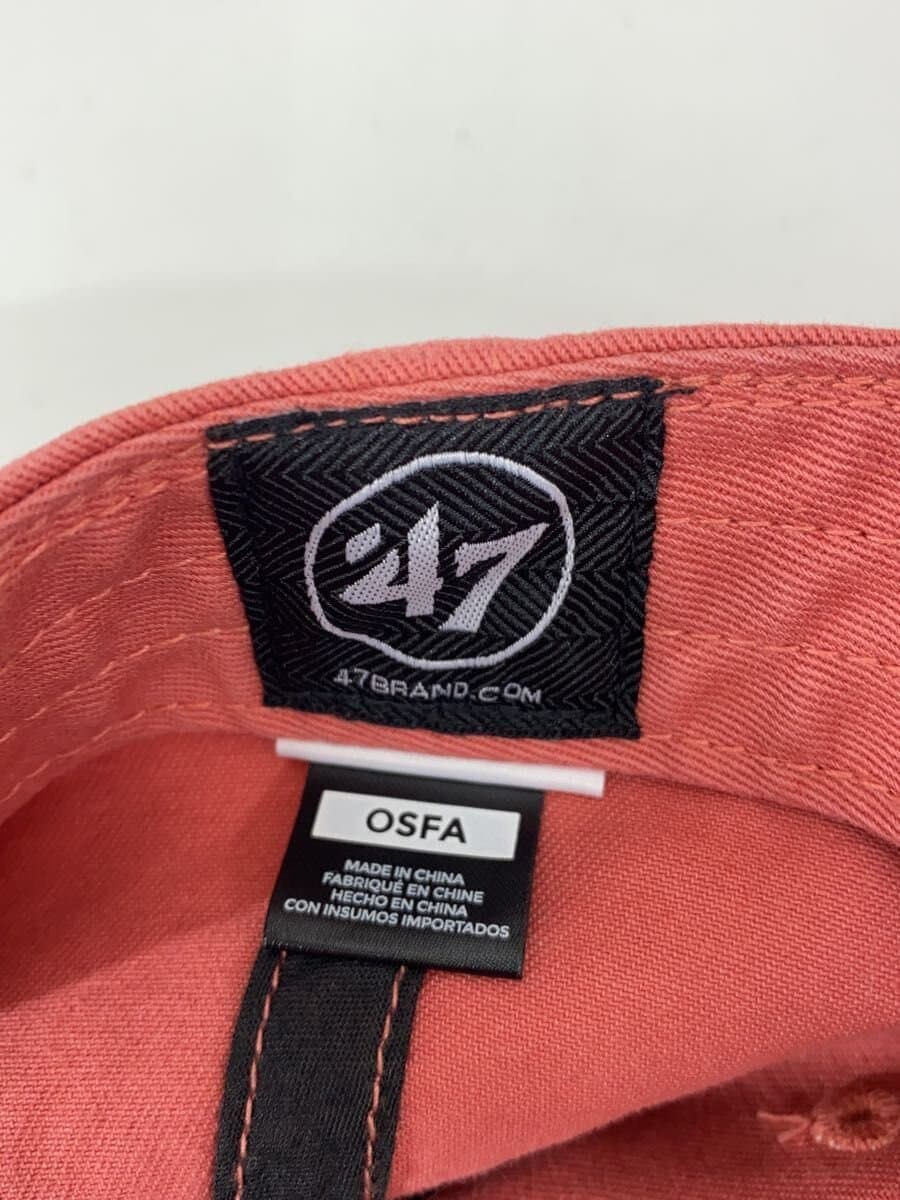 '47
47BRAND.COM
OSFA
MADE IN CHINA
FABRIQUÉ EN CHINE
HECHO EN CHINA
CON INSUMOS IMPORTADOS